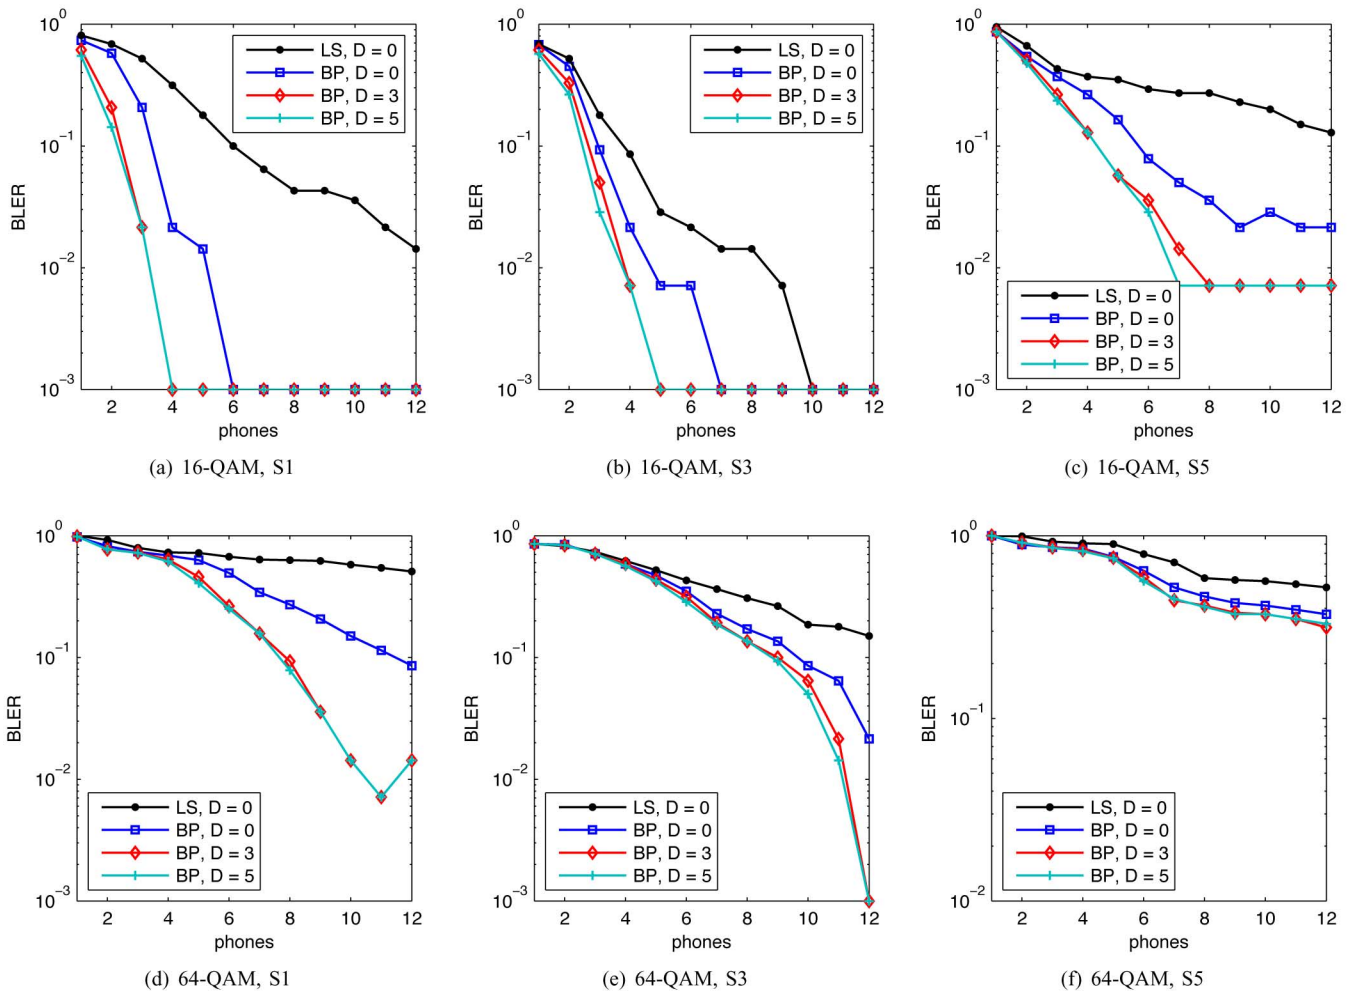 10^0
10^-1
10^-2
10^-3
BLER
2 4 6 8 10 12
phones
LS, D = 0
BP, D = 0
BP, D = 3
BP, D = 5
(a) 16-QAM, S1
10^0
10^-1
10^-2
10^-3
BLER
2 4 6 8 10 12
phones
LS, D = 0
BP, D = 0
BP, D = 3
BP, D = 5
(b) 16-QAM, S3
10^0
10^-1
10^-2
10^-3
BLER
2 4 6 8 10 12
phones
LS, D = 0
BP, D = 0
BP, D = 3
BP, D = 5
(c) 16-QAM, S5
10^0
10^-1
10^-2
10^-3
BLER
2 4 6 8 10 12
phones
LS, D = 0
BP, D = 0
BP, D = 3
BP, D = 5
(d) 64-QAM, S1
10^0
10^-1
10^-2
10^-3
BLER
2 4 6 8 10 12
phones
LS, D = 0
BP, D = 0
BP, D = 3
BP, D = 5
(e) 64-QAM, S3
10^0
10^-1
10^-2
BLER
2 4 6 8 10 12
phones
LS, D = 0
BP, D = 0
BP, D = 3
BP, D = 5
(f) 64-QAM, S5